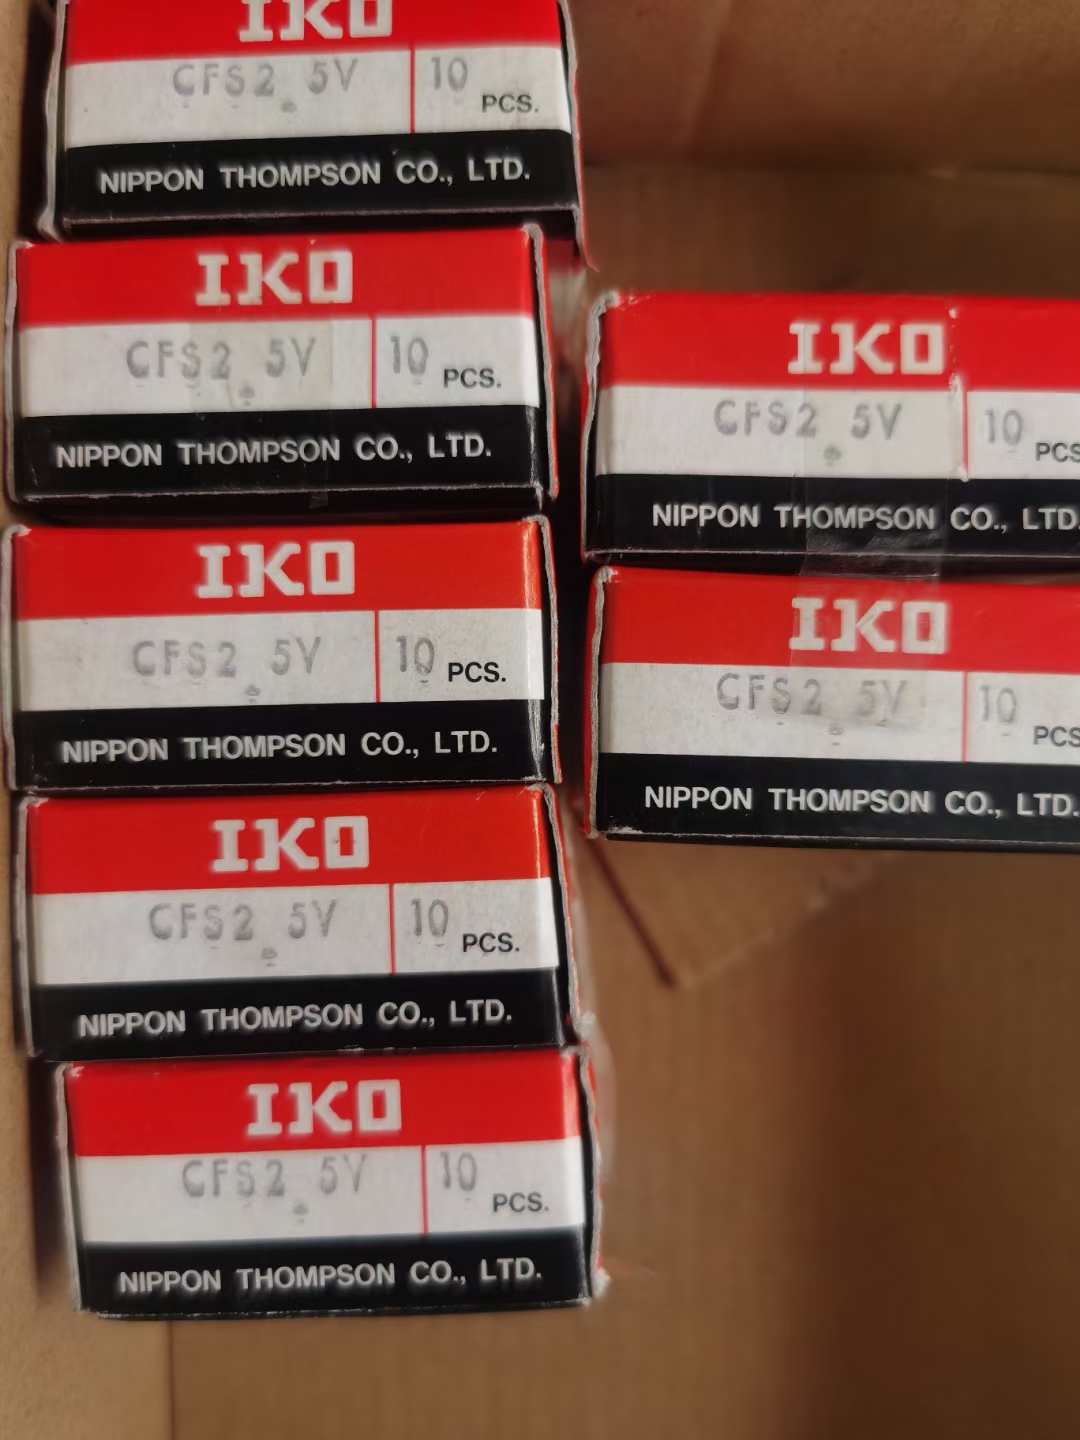 IKO
CFS2.5V 10 PCS.
NIPPON THOMPSON CO., LTD.
IKO
CFS2.5V 10 PCS.
NIPPON THOMPSON CO., LTD.
IKO
CFS2.5V 10 PCS.
NIPPON THOMPSON CO., LTD.
IKO
CFS2.5V 10 PCS.
NIPPON THOMPSON CO., LTD.
IKO
CFS2.5V 10 PCS.
NIPPON THOMPSON CO., LTD.
IKO
CFS2.5V 10 PCS
NIPPON THOMPSON CO., LTD.
IKO
CFS2.5V 10 PCS
NIPPON THOMPSON CO., LTD.